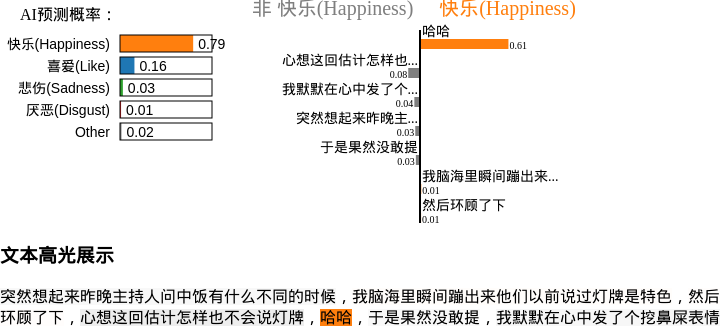 AI预测概率：
快乐(Happiness) 0.79
喜爱(Like) 0.16
悲伤(Sadness) 0.03
厌恶(Disgust) 0.01
Other 0.02
非 快乐(Happiness) 快乐(Happiness)
哈哈
0.61
心想这回估计怎样也...
0.08
我默默在心中发了个...
0.04
突然想起来昨晚主...
0.03
于是果然没敢提
0.03
我脑海里瞬间蹦出来...
0.01
然后环顾了下
0.01
文本高光展示
突然想起来昨晚主持人问中饭有什么不同的时候，我脑海里瞬间蹦出来他们以前说过灯牌是特色，然后
环顾了下，心想这回估计怎样也不会说灯牌，哈哈，于是果然没敢提，我默默在心中发了个挖鼻屎表情